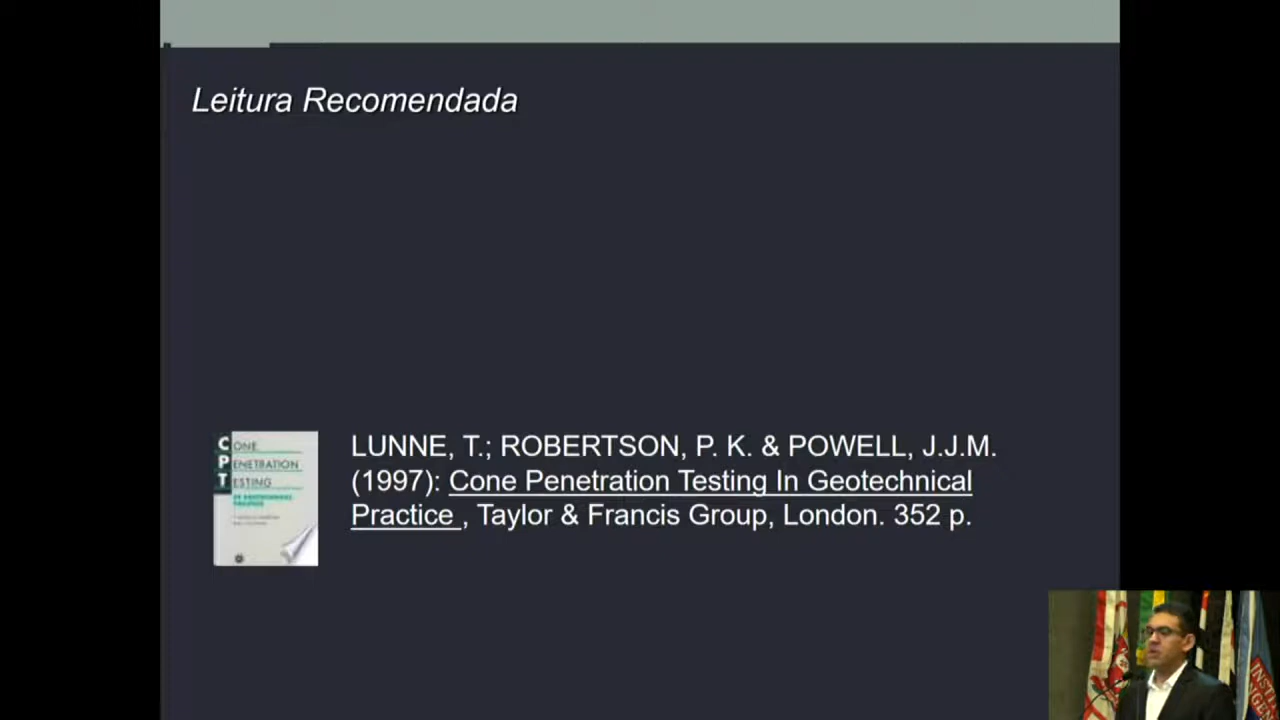 Leitura Recomendada
CONE
PENETRATION
TESTING
LUNNE, T.; ROBERTSON, P. K. & POWELL, J.J.M.
(1997): Cone Penetration Testing In Geotechnical
Practice , Taylor & Francis Group, London. 352 p.